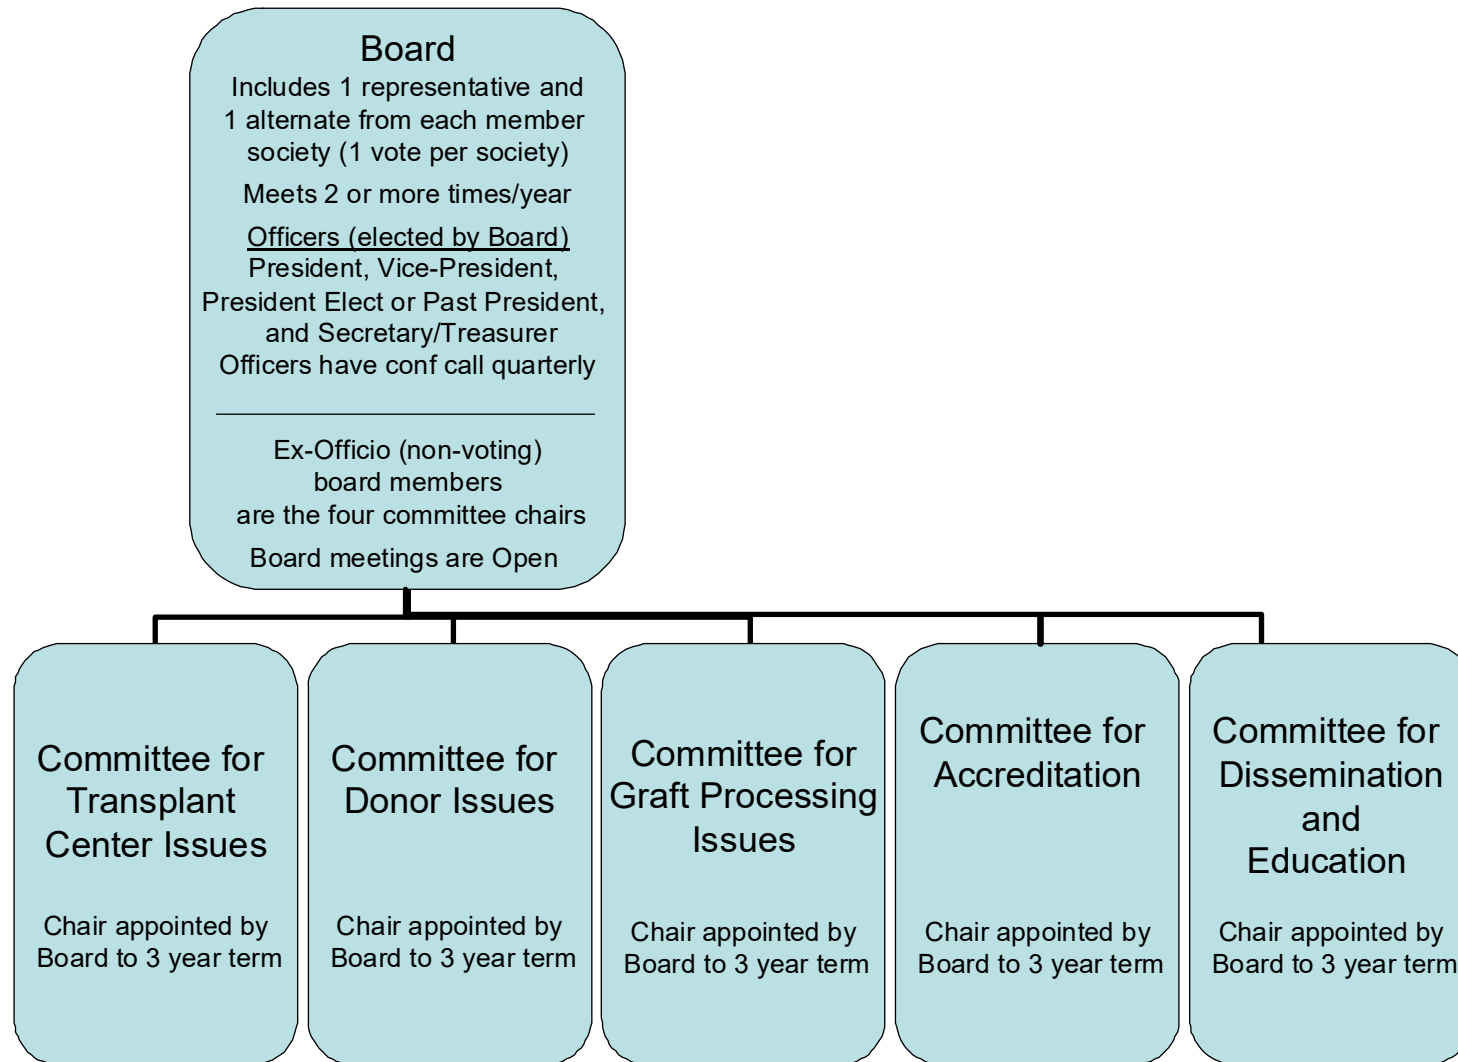 Board
Includes 1 representative and
1 alternate from each member
society (1 vote per society)
Meets 2 or more times/year
Officers (elected by Board)
President, Vice-President,
President Elect or Past President,
and Secretary/Treasurer
Officers have conf call quarterly
Ex-Officio (non-voting)
board members
are the four committee chairs
Board meetings are Open
Committee for
Transplant
Center Issues
Chair appointed by
Board to 3 year term
Committee for
Donor Issues
Chair appointed by
Board to 3 year term
Committee for
Graft Processing
Issues
Chair appointed by
Board to 3 year term
Committee for
Accreditation
Chair appointed by
Board to 3 year term
Committee for
Dissemination
and
Education
Chair appointed by
Board to 3 year term